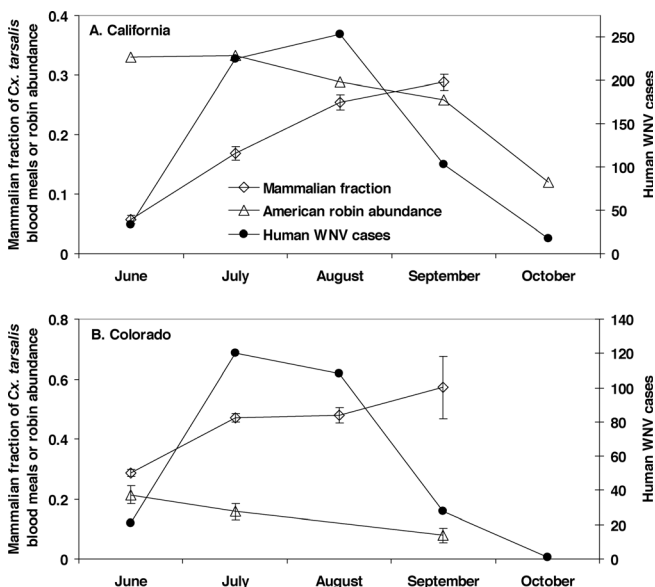 A. California
Mammalian fraction of Cx. tarsalis
blood meals or robin abundance
0.4
0.3
0.2
0.1
0
Mammalian fraction
American robin abundance
Human WNV cases
250
200
150
100
50
0
Human WNV cases
June July August September October
B. Colorado
Mammalian fraction of Cx. tarsalis
blood meals or robin abundance
0.8
0.6
0.4
0.2
0
140
120
100
80
60
40
20
0
Human WNV cases
June July August September October